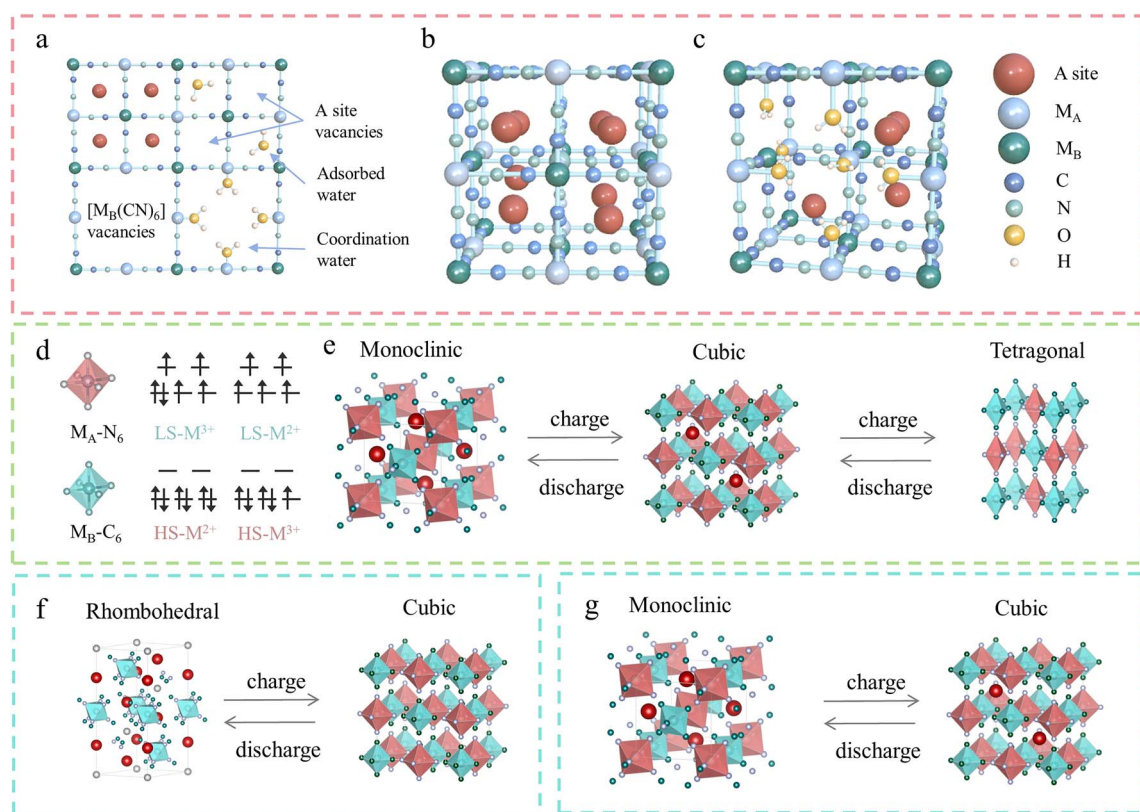 a
b
c
A site
vacancies
Adsorbed
water
[M_B(CN)_6]
vacancies
Coordination
water
A site
M_A
M_B
C
N
O
H
d
M_A-N_6
LS-M³⁺
LS-M²⁺
M_B-C_6
HS-M²⁺
HS-M³⁺
e
Monoclinic
charge
discharge
Cubic
charge
discharge
Tetragonal
f
Rhombohedral
charge
discharge
Cubic
g
Monoclinic
charge
discharge
Cubic